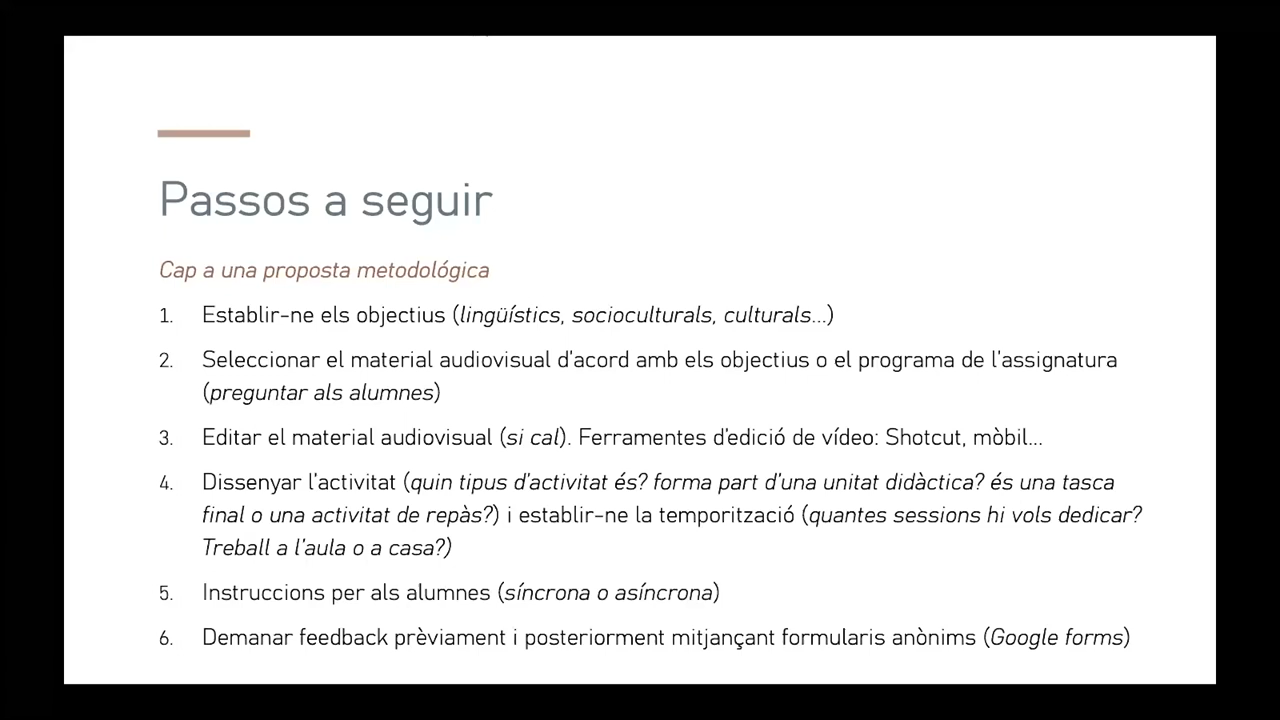 Passos a seguir
Cap a una proposta metodológica
1. Establir-ne els objectius (lingüístics, socioculturals, culturals...)
2. Seleccionar el material audiovisual d'acord amb els objectius o el programa de l'assignatura
(preguntar als alumnes)
3. Editar el material audiovisual (si cal). Ferramentes d'edició de vídeo: Shotcut, mòbil...
4. Dissenyar l'activitat (quin tipus d'activitat és? forma part d'una unitat didàctica? és una tasca
final o una activitat de repàs?) i establir-ne la temporització (quantes sessions hi vols dedicar?
Treball a l'aula o a casa?)
5. Instruccions per als alumnes (síncrona o asíncrona)
6. Demanar feedback prèviament i posteriorment mitjançant formularis anònims (Google forms)